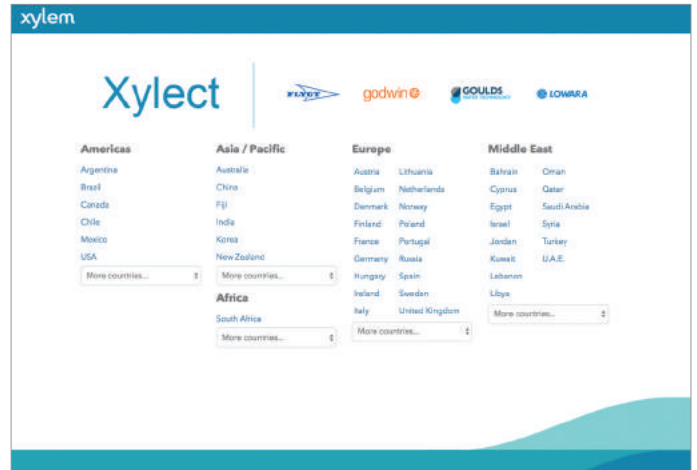 xylem
Xylect
FLYGT
godwin
GOULDS
WATER TECHNOLOGY
LOWARA
Americas
Argentina
Brazil
Canada
Chile
Mexico
USA
More countries...
Asia / Pacific
Australia
China
Fiji
India
Korea
New Zealand
More countries...
Africa
South Africa
More countries...
Europe
Austria
Belgium
Denmark
Finland
France
Germany
Hungary
Ireland
Italy
Lithuania
Netherlands
Norway
Poland
Portugal
Russia
Spain
Sweden
United Kingdom
More countries...
Middle East
Bahrain
Cyprus
Egypt
Israel
Jordan
Kuwait
Lebanon
Libya
Oman
Qatar
Saudi Arabia
Syria
Turkey
U.A.E.
More countries...